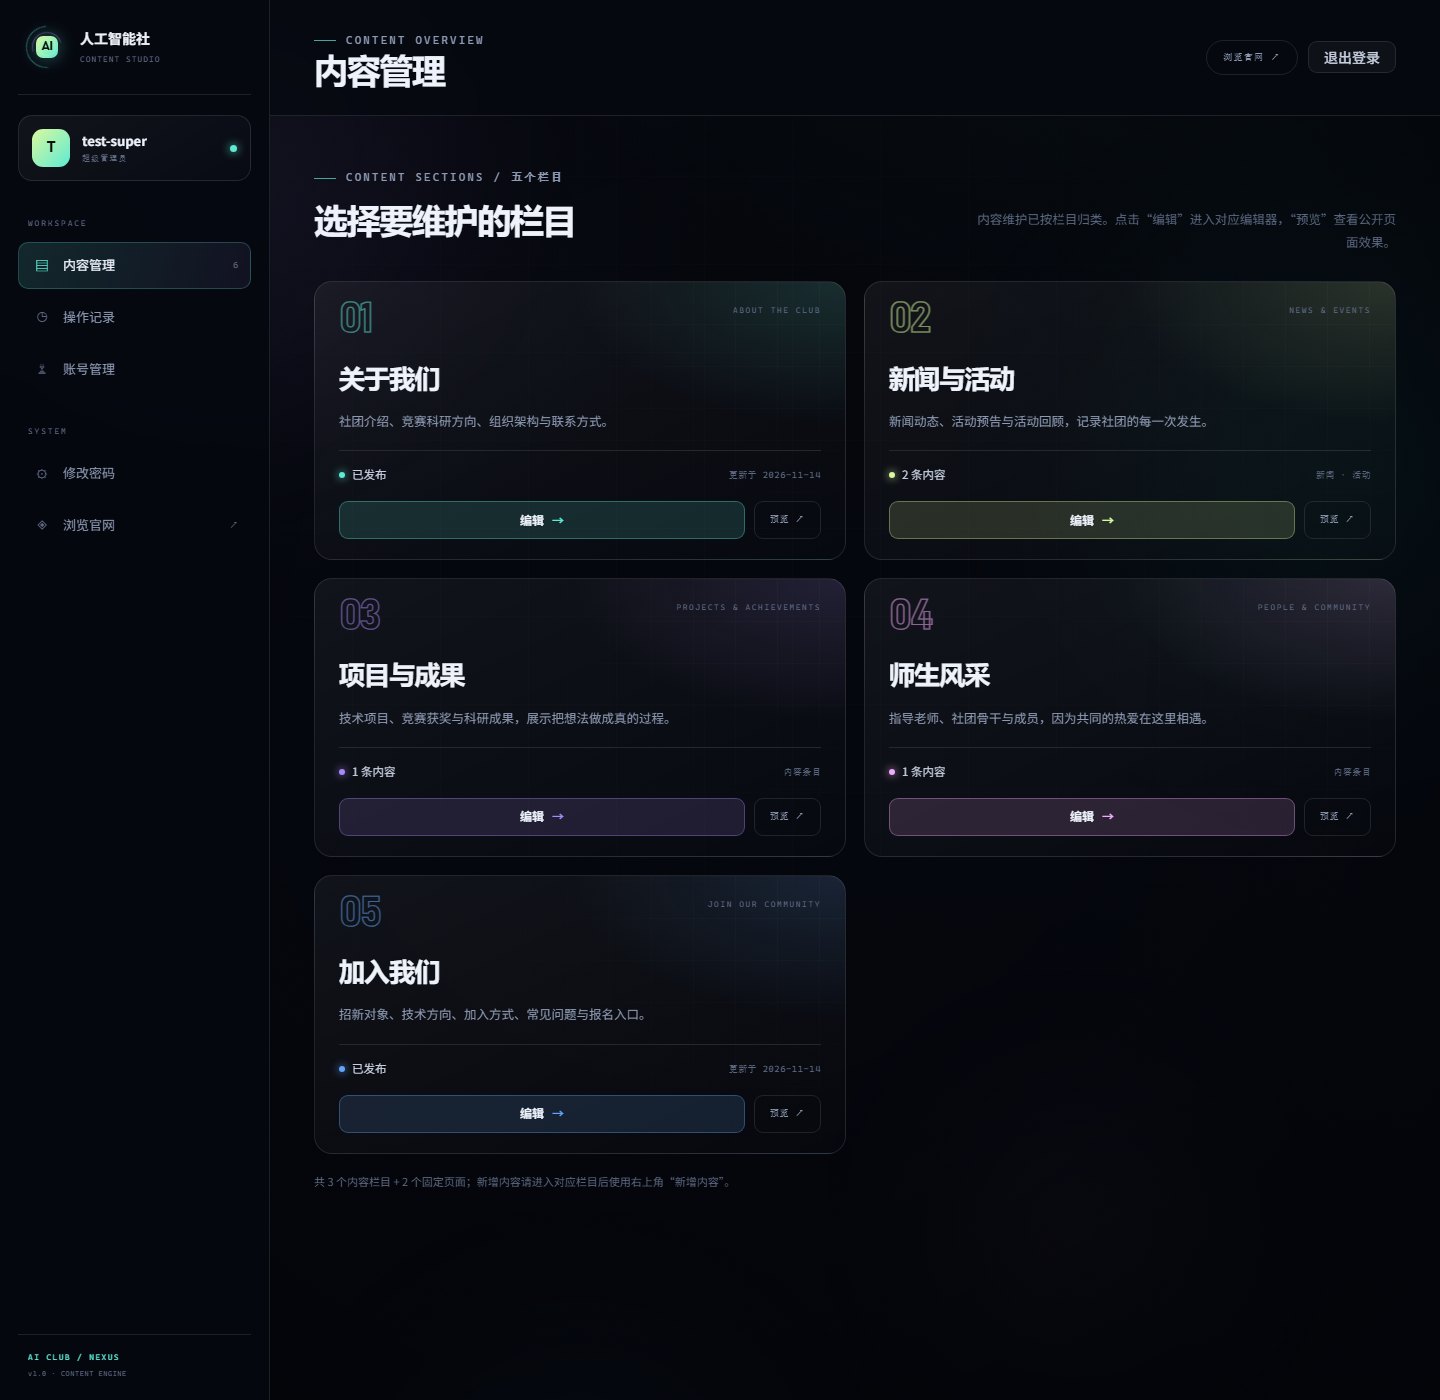 AI
人工智能社
CONTENT STUDIO
T
test-super
超级管理员
WORKSPACE
内容管理
6
操作记录
账号管理
SYSTEM
修改密码
浏览官网 ↗
AI CLUB / NEXUS
v1.0 · CONTENT ENGINE
CONTENT OVERVIEW
内容管理
浏览官网 ↗
退出登录
CONTENT SECTIONS / 五个栏目
选择要维护的栏目
内容维护已按栏目归类。点击“编辑”进入对应编辑器，“预览”查看公开页
面效果。
01
ABOUT THE CLUB
关于我们
社团介绍、竞赛科研方向、组织架构与联系方式。
已发布
更新于 2026-11-14
编辑 →
预览 ↗
02
NEWS & EVENTS
新闻与活动
新闻动态、活动预告与活动回顾，记录社团的每一次发生。
2 条内容
新闻 · 活动
编辑 →
预览 ↗
03
PROJECTS & ACHIEVEMENTS
项目与成果
技术项目、竞赛获奖与科研成果，展示把想法做成真的过程。
1 条内容
内容条目
编辑 →
预览 ↗
04
PEOPLE & COMMUNITY
师生风采
指导老师、社团骨干与成员，因为共同的热爱在这里相遇。
1 条内容
内容条目
编辑 →
预览 ↗
05
JOIN OUR COMMUNITY
加入我们
招新对象、技术方向、加入方式、常见问题与报名入口。
已发布
更新于 2026-11-14
编辑 →
预览 ↗
共 3 个内容栏目 + 2 个固定页面；新增内容请进入对应栏目后使用右上角“新增内容”。